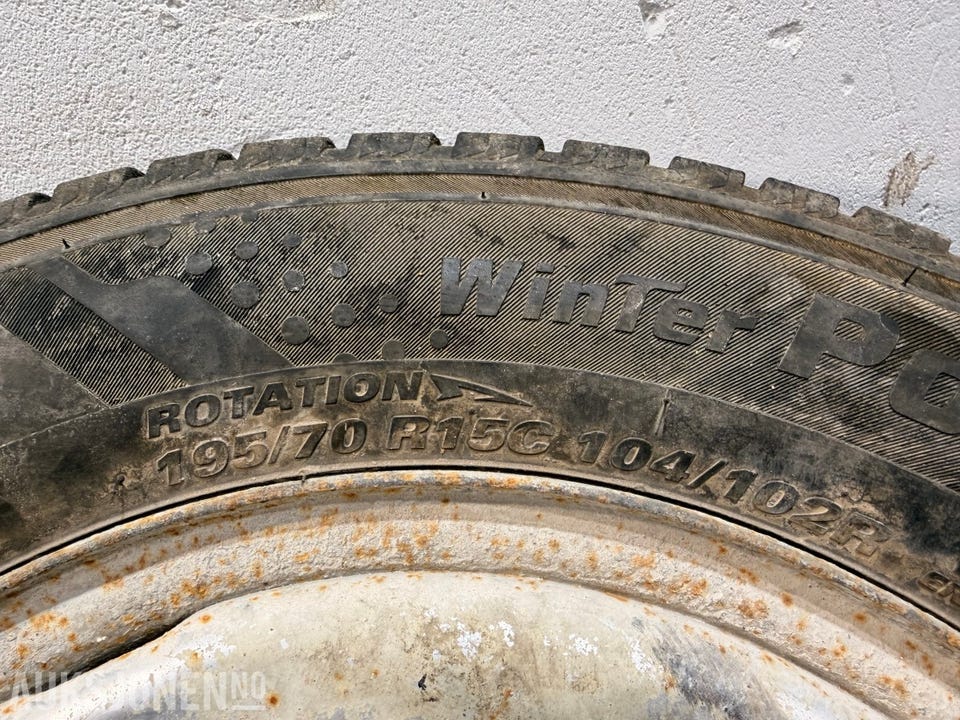 WinTer
ROTATION
195/70 R15C 104/102R
AUKSJONEN NO